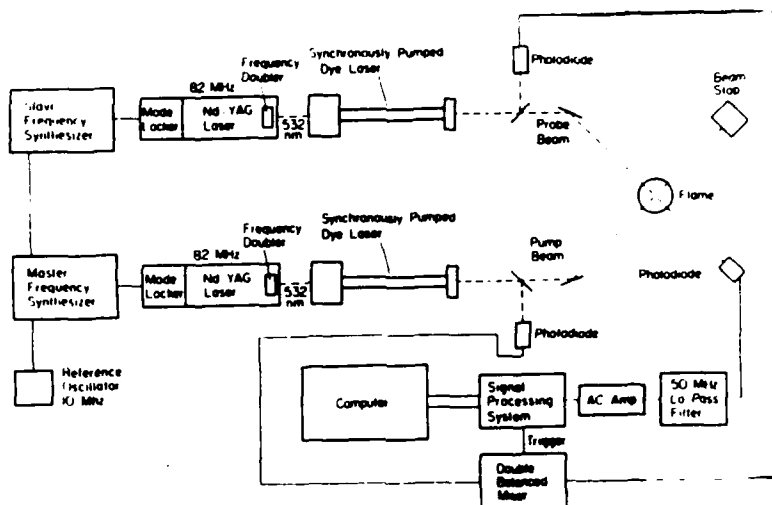 Slave
Frequency
Synthesizer
82 MHz
Mode
Locker
Nd·YAG
Laser
Frequency
Doubler
532
nm
Synchronously Pumped
Dye Laser
Photodiode
Probe
Beam
Beam
Stop
Flame
Master
Frequency
Synthesizer
82 MHz
Mode
Locker
Nd YAG
Laser
Frequency
Doubler
532
nm
Synchronously Pumped
Dye Laser
Pump
Beam
Photodiode
Photodiode
Reference
Oscillator
10 MHz
Computer
Signal
Processing
System
AC Amp
50 MHz
Lo Pass
Filter
Trigger
Double
Balanced
Mixer